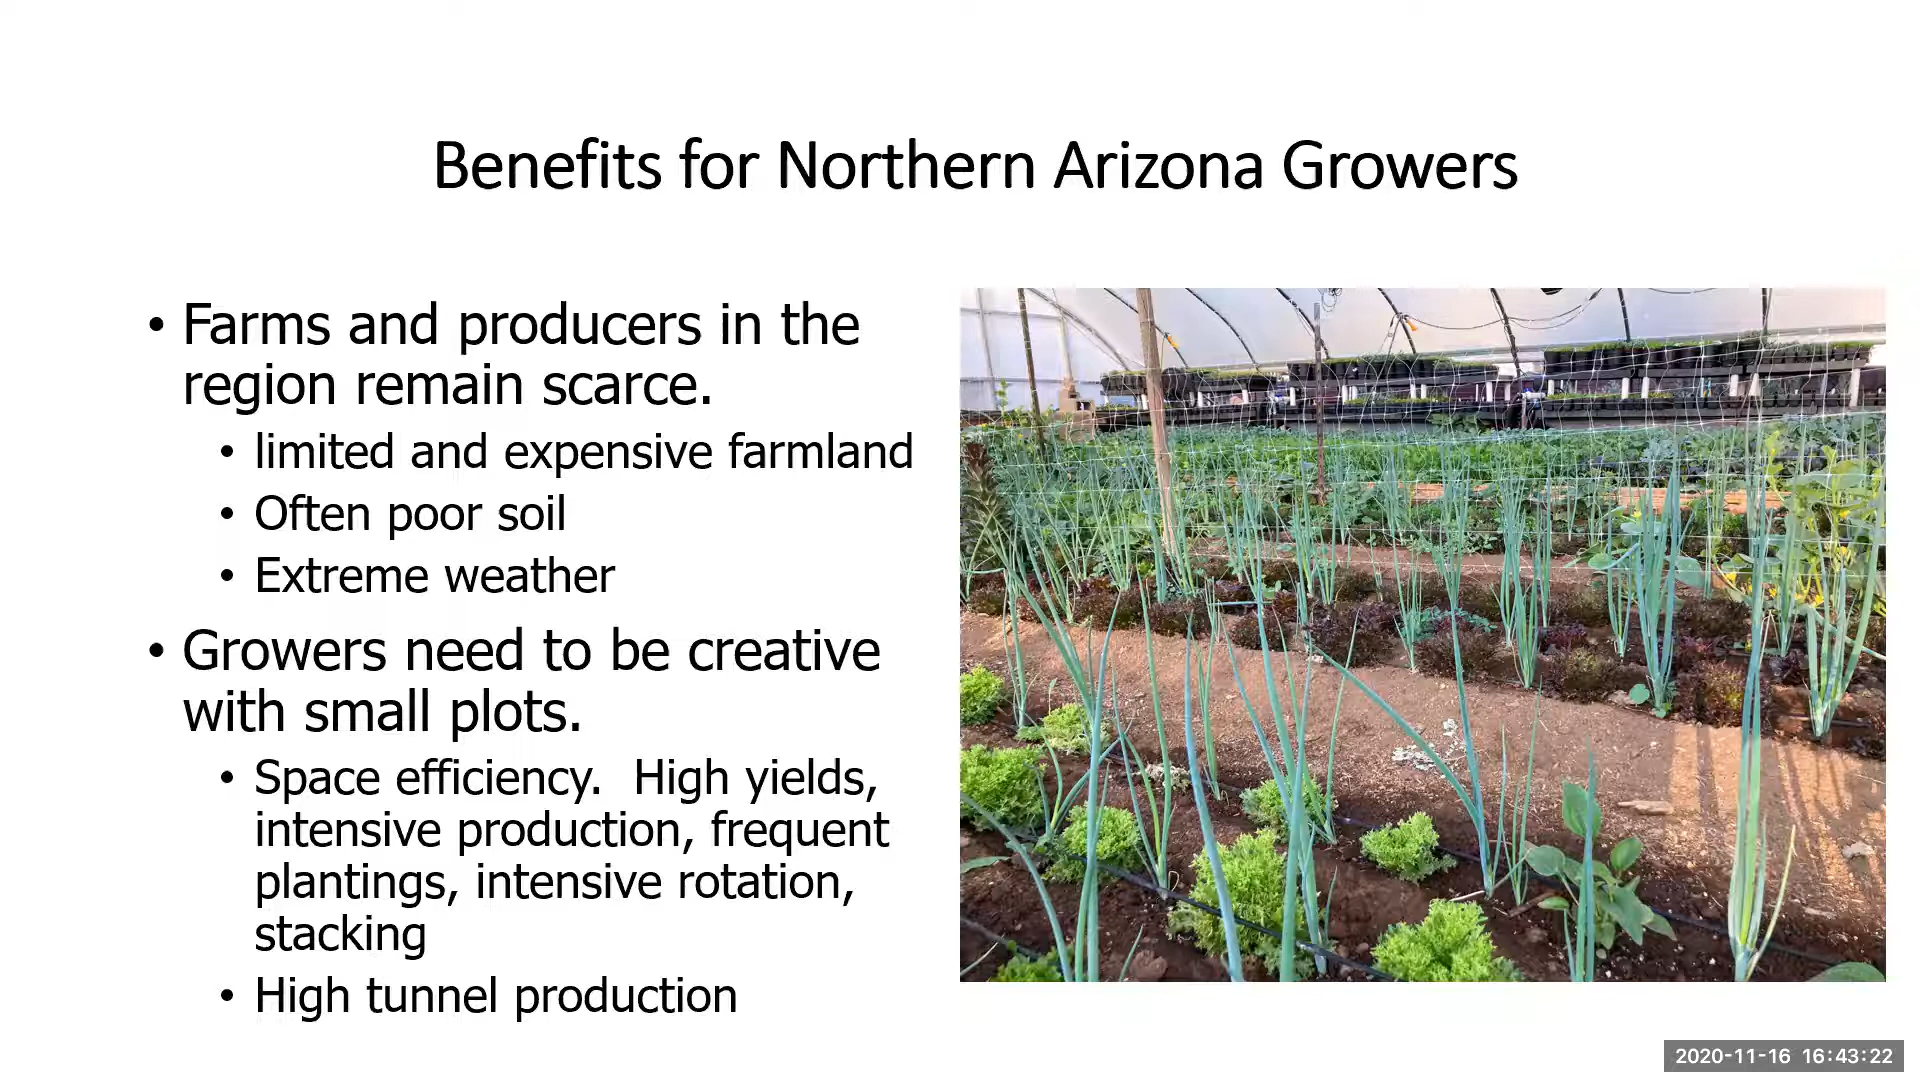 Benefits for Northern Arizona Growers
• Farms and producers in the
region remain scarce.
• limited and expensive farmland
• Often poor soil
• Extreme weather
• Growers need to be creative
with small plots.
• Space efficiency.  High yields,
intensive production, frequent
plantings, intensive rotation,
stacking
• High tunnel production
2020-11-16 16:43:22